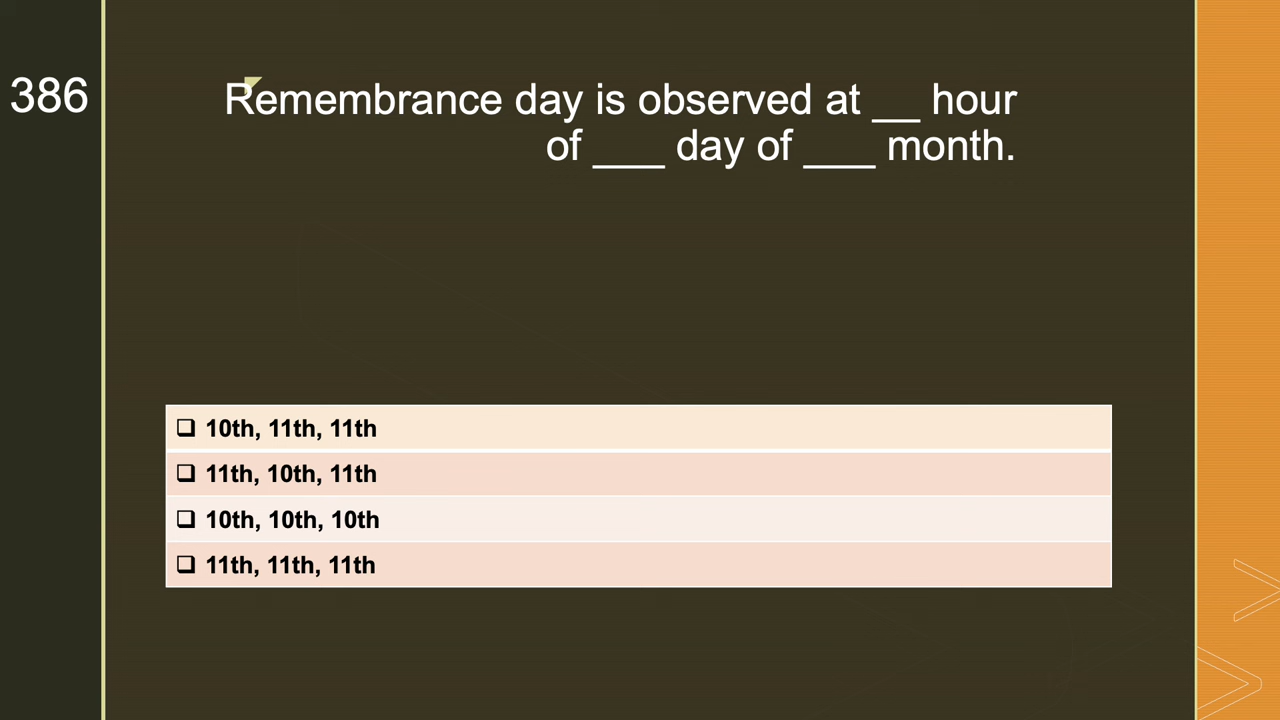 386
Remembrance day is observed at __ hour
of ___ day of ___ month.
❑ 10th, 11th, 11th
❑ 11th, 10th, 11th
❑ 10th, 10th, 10th
❑ 11th, 11th, 11th